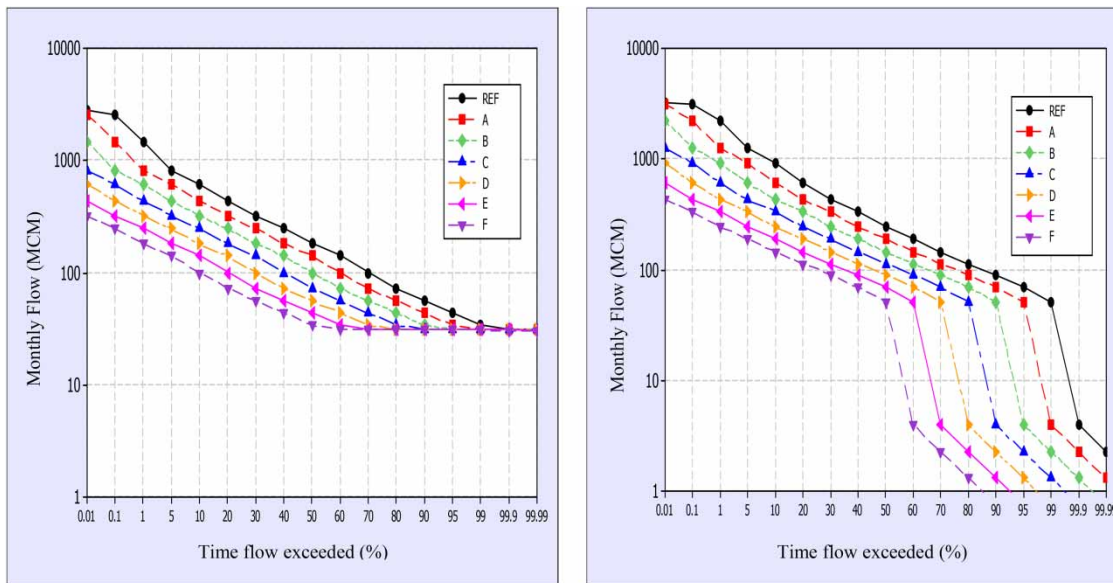 10000
1000
100
10
1
Monthly Flow (MCM)
REF
A
B
C
D
E
F
0.01 0.1 1 5 10 20 30 40 50 60 70 80 90 95 99 99.9 99.99
Time flow exceeded (%)
10000
1000
100
10
1
Monthly Flow (MCM)
REF
A
B
C
D
E
F
0.01 0.1 1 5 10 20 30 40 50 60 70 80 90 95 99 99.9 99.99
Time flow exceeded (%)